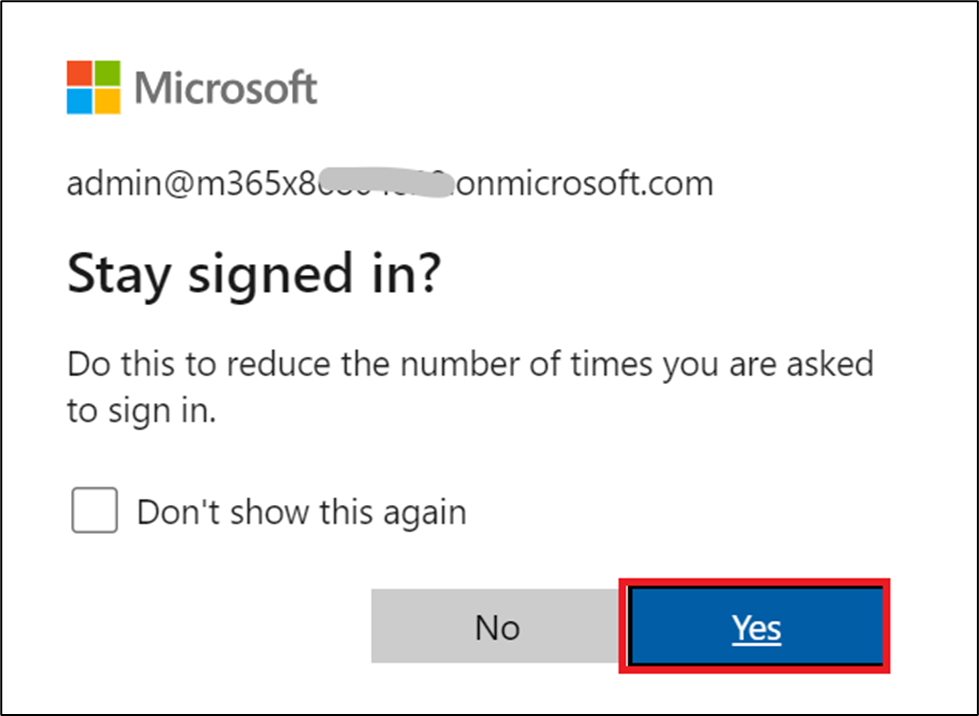 Microsoft
admin@m365x8 onmicrosoft.com
Stay signed in?
Do this to reduce the number of times you are asked
to sign in.
Don't show this again
No
Yes